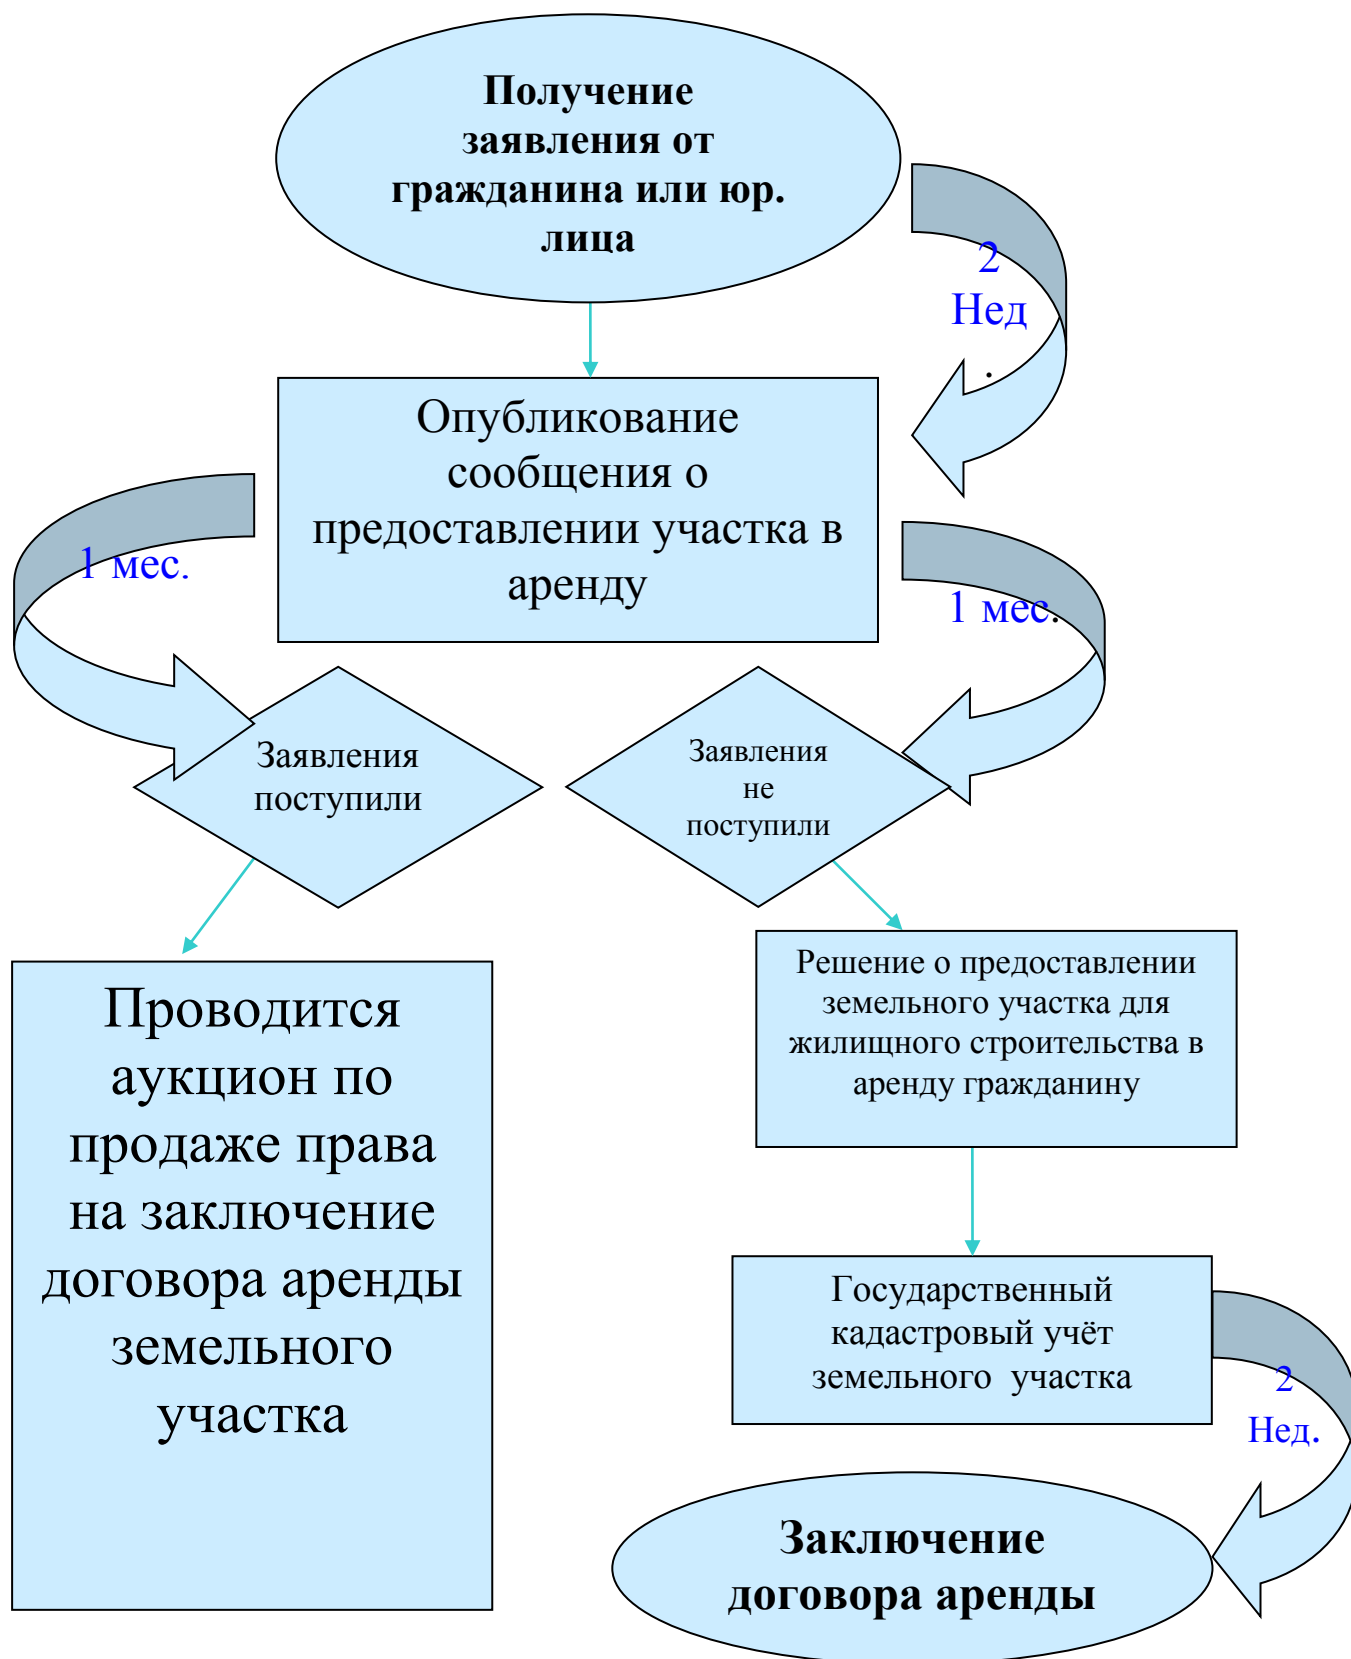 Получение
заявления от
гражданина или юр.
лица
2
Нед
.
Опубликование
сообщения о
предоставлении участка в
аренду
1 мес.
1 мес.
Заявления
поступили
Заявления
не
поступили
Проводится
аукцион по
продаже права
на заключение
договора аренды
земельного
участка
Решение о предоставлении
земельного участка для
жилищного строительства в
аренду гражданину
Государственный
кадастровый учёт
земельного участка
2
Нед.
Заключение
договора аренды